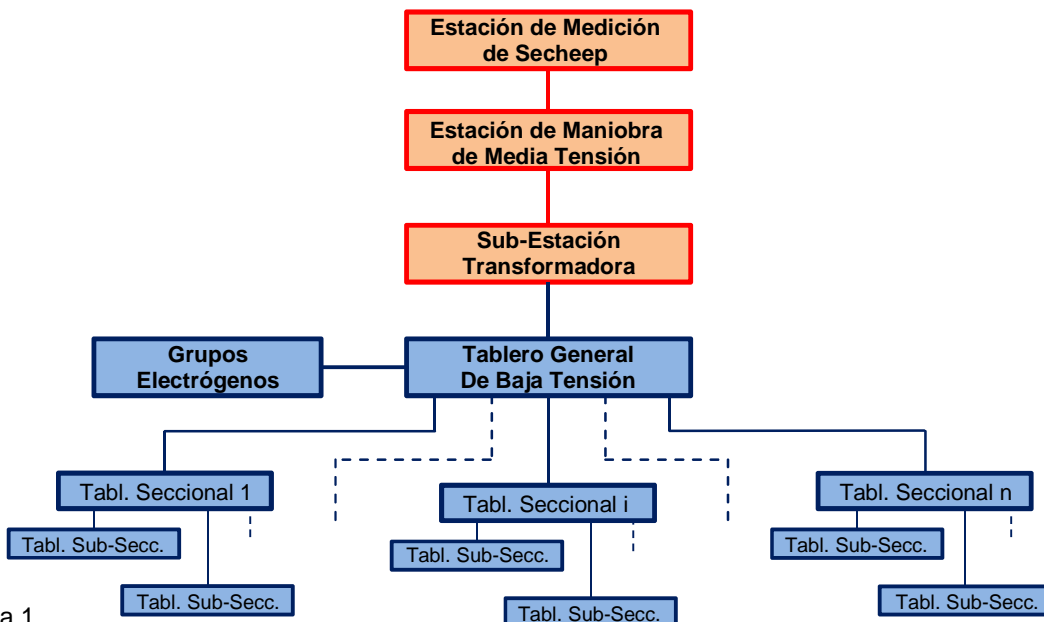 Estación de Medición
de Secheep
Estación de Maniobra
de Media Tensión
Sub-Estación
Transformadora
Grupos
Electrógenos
Tablero General
De Baja Tensión
Tabl. Seccional 1
Tabl. Seccional i
Tabl. Seccional n
Tabl. Sub-Secc.
Tabl. Sub-Secc.
Tabl. Sub-Secc.
Tabl. Sub-Secc.
Tabl. Sub-Secc.
Tabl. Sub-Secc.
a 1